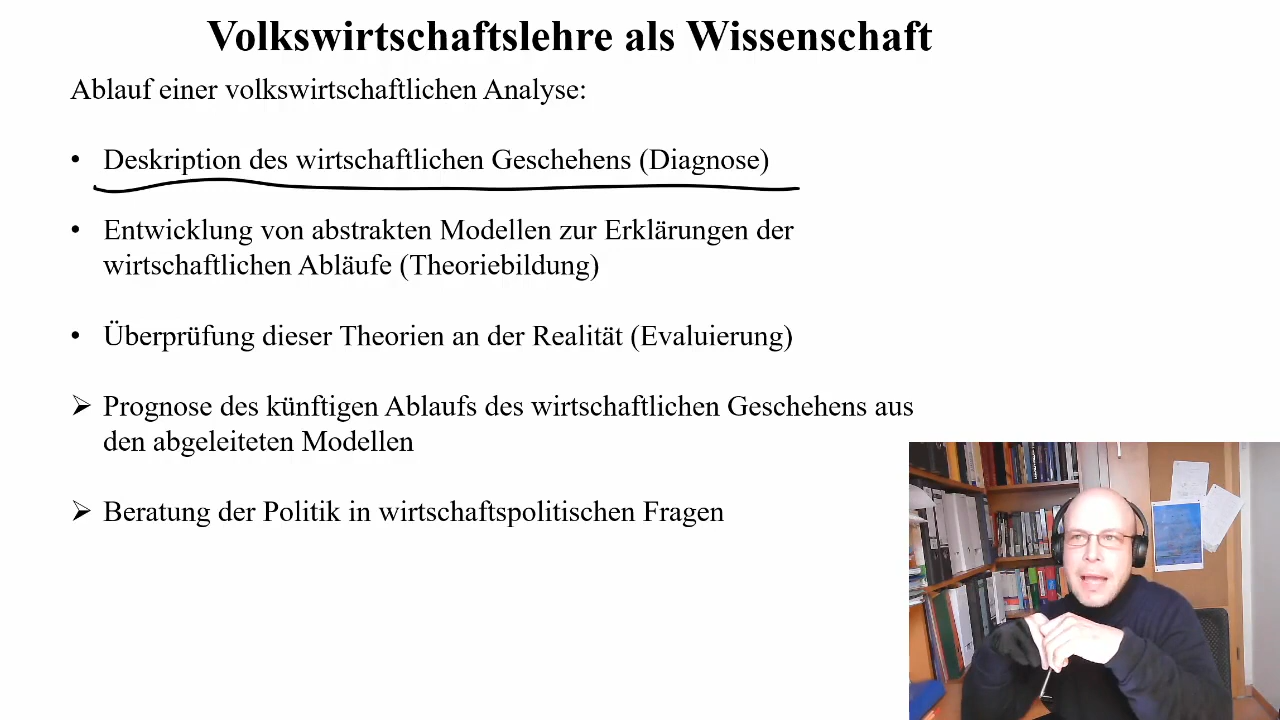 Volkswirtschaftslehre als Wissenschaft
Ablauf einer volkswirtschaftlichen Analyse:
• Deskription des wirtschaftlichen Geschehens (Diagnose)
• Entwicklung von abstrakten Modellen zur Erklärungen der
wirtschaftlichen Abläufe (Theoriebildung)
• Überprüfung dieser Theorien an der Realität (Evaluierung)
➢ Prognose des künftigen Ablaufs des wirtschaftlichen Geschehens aus
den abgeleiteten Modellen
➢ Beratung der Politik in wirtschaftspolitischen Fragen